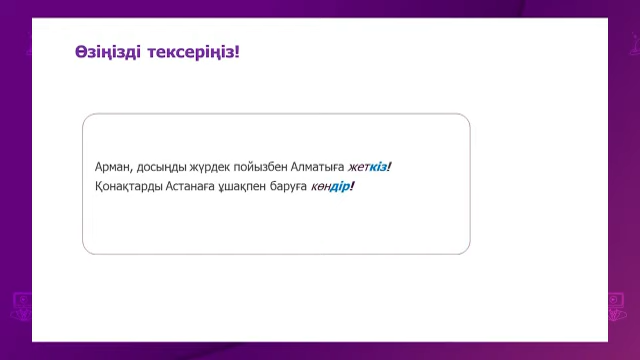 Өзіңізді тексеріңіз!
Арман, досыңды жүрдек пойызбен Алматыға жеткіз!
Қонақтарды Астанаға ұшақпен баруға көндір!